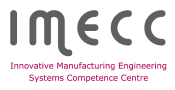 IMECC
Innovative Manufacturing Engineering
Systems Competence Centre